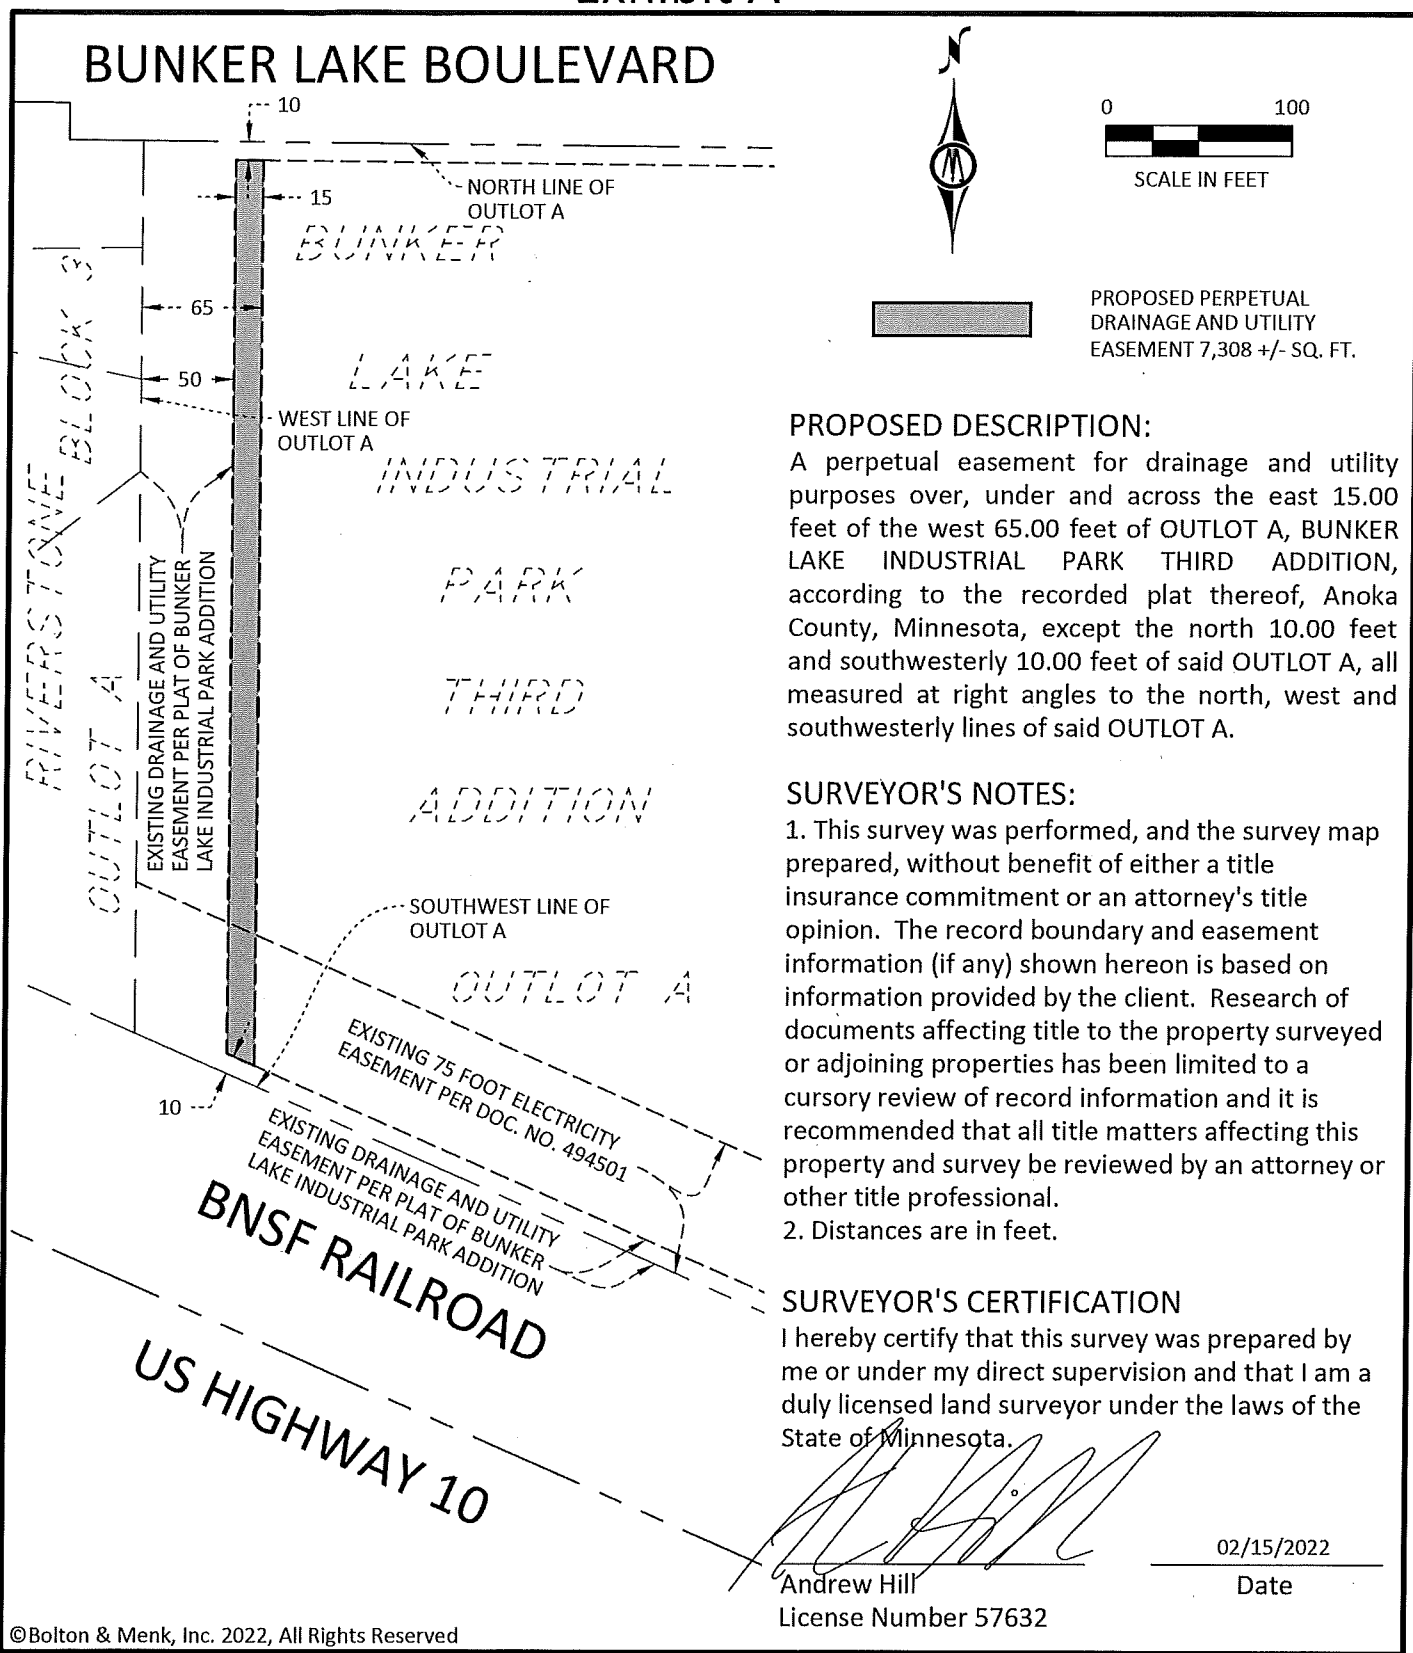 BUNKER LAKE BOULEVARD
10
NORTH LINE OF
OUTLOT A
15
BUNKER
LAKE
INDUSTRIAL
PARK
THIRD
ADDITION
OUTLOT A
65
50
WEST LINE OF
OUTLOT A
RIVERSTONE
BLOCK 3
OUTLOT A
EXISTING DRAINAGE AND UTILITY
EASEMENT PER PLAT OF BUNKER
LAKE INDUSTRIAL PARK ADDITION
SOUTHWEST LINE OF
OUTLOT A
10
EXISTING 75 FOOT ELECTRICITY
EASEMENT PER DOC. NO. 494501
EXISTING DRAINAGE AND UTILITY
EASEMENT PER PLAT OF BUNKER
LAKE INDUSTRIAL PARK ADDITION
BNSF RAILROAD
US HIGHWAY 10
©Bolton & Menk, Inc. 2022, All Rights Reserved
N
0 100
SCALE IN FEET
PROPOSED PERPETUAL
DRAINAGE AND UTILITY
EASEMENT 7,308 +/- SQ. FT.
PROPOSED DESCRIPTION:
A perpetual easement for drainage and utility
purposes over, under and across the east 15.00
feet of the west 65.00 feet of OUTLOT A, BUNKER
LAKE INDUSTRIAL PARK THIRD ADDITION,
according to the recorded plat thereof, Anoka
County, Minnesota, except the north 10.00 feet
and southwesterly 10.00 feet of said OUTLOT A, all
measured at right angles to the north, west and
southwesterly lines of said OUTLOT A.
SURVEYOR'S NOTES:
1. This survey was performed, and the survey map
prepared, without benefit of either a title
insurance commitment or an attorney's title
opinion. The record boundary and easement
information (if any) shown hereon is based on
information provided by the client. Research of
documents affecting title to the property surveyed
or adjoining properties has been limited to a
cursory review of record information and it is
recommended that all title matters affecting this
property and survey be reviewed by an attorney or
other title professional.
2. Distances are in feet.
SURVEYOR'S CERTIFICATION
I hereby certify that this survey was prepared by
me or under my direct supervision and that I am a
duly licensed land surveyor under the laws of the
State of Minnesota.
02/15/2022
Andrew Hill
Date
License Number 57632